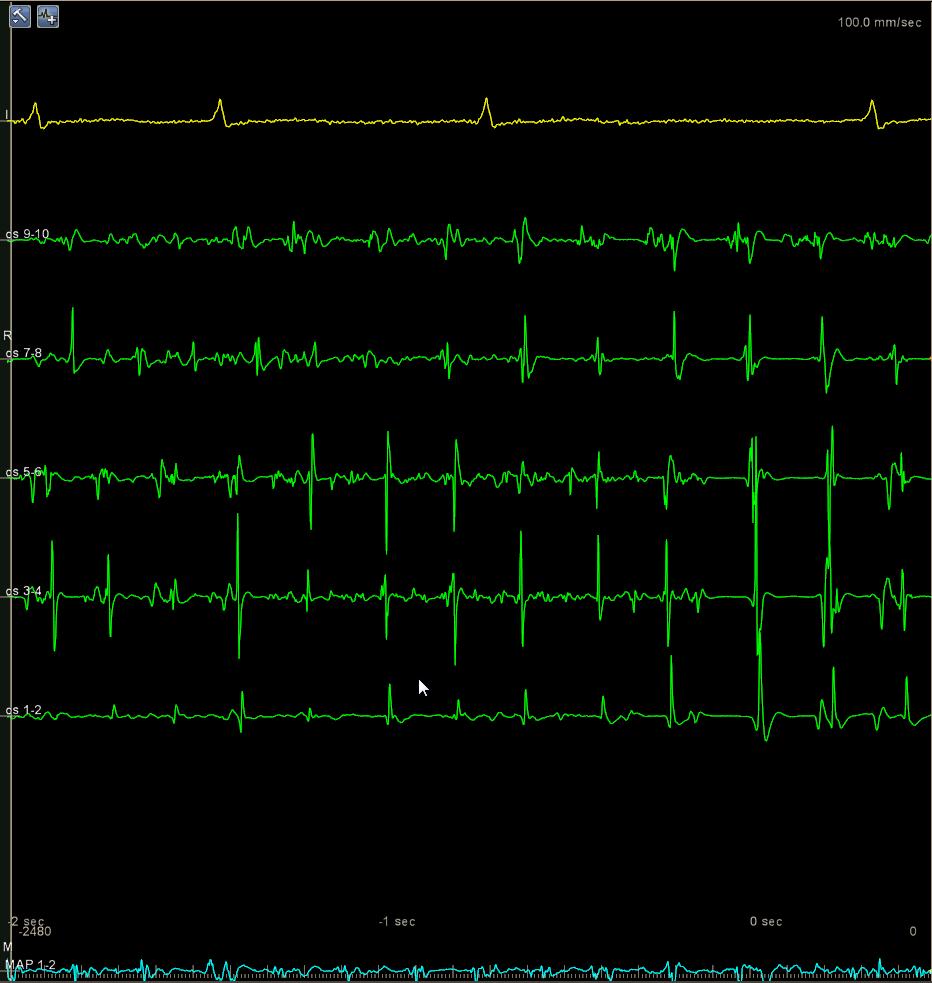 100.0 mm/sec
I
cs 9-10
R
cs 7-8
cs 5-6
cs 3-4
cs 1-2
-2 sec
-1 sec
0 sec
-2480
0
M
MAP 1-2